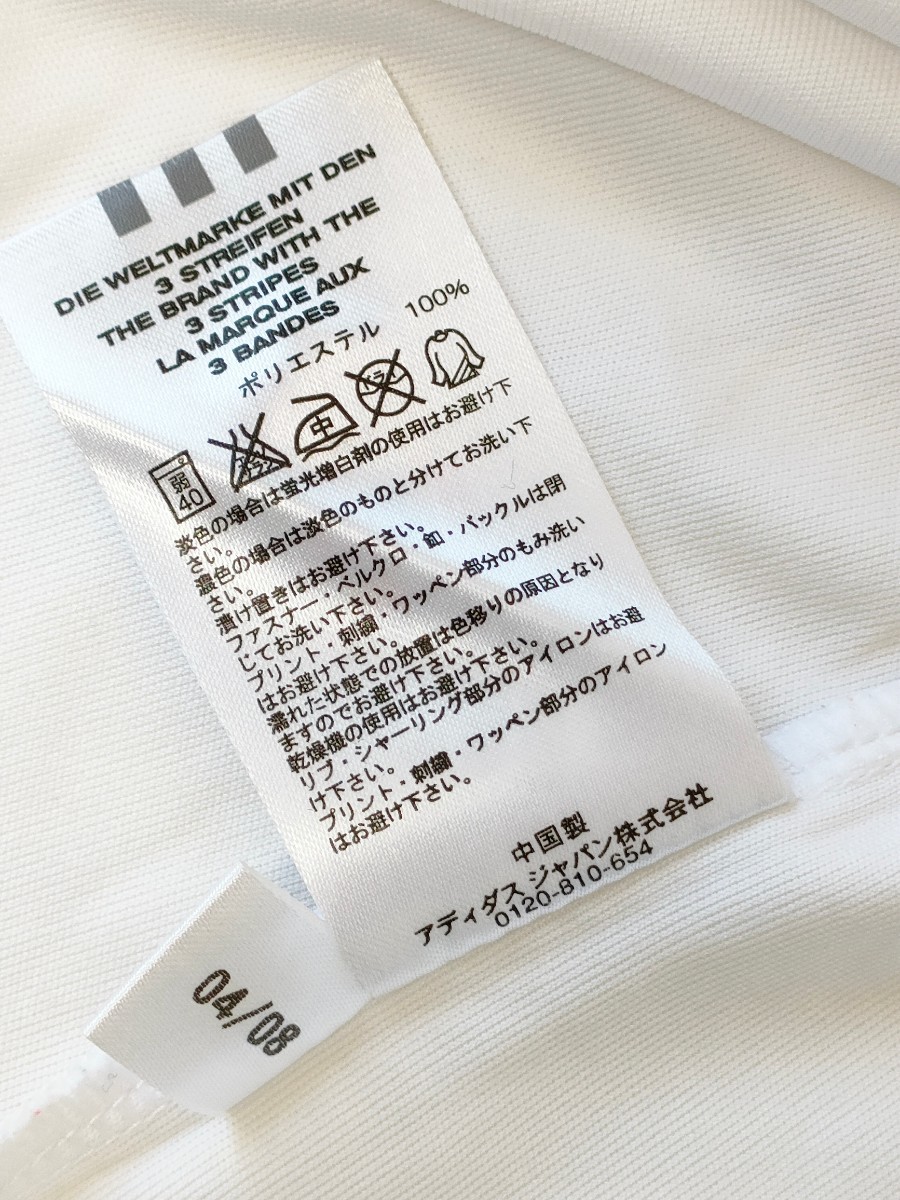 DIE WELTMARKE MIT DEN
3 STREIFEN
THE BRAND WITH THE
3 STRIPES
LA MARQUE AUX
3 BANDES
ポリエステル 100%
弱
40
エンソ
サラシ
中
ドライ
淡色の場合は蛍光増白剤の使用はお避け下
さい。
濃色の場合は淡色のものと分けてお洗い下
さい。
漬け置きはお避け下さい。
ファスナー・ベルクロ・釦・バックルは閉
じてお洗い下さい。
プリント・刺繍・ワッペン部分のもみ洗い
はお避け下さい。
濡れた状態での放置は色移りの原因となり
ますのでお避け下さい。
乾燥機の使用はお避け下さい。
リブ・シャーリング部分のアイロンはお避
け下さい。
プリント・刺繍・ワッペン部分のアイロン
はお避け下さい。
中国製
アディダス ジャパン株式会社
0120-810-654
04/08